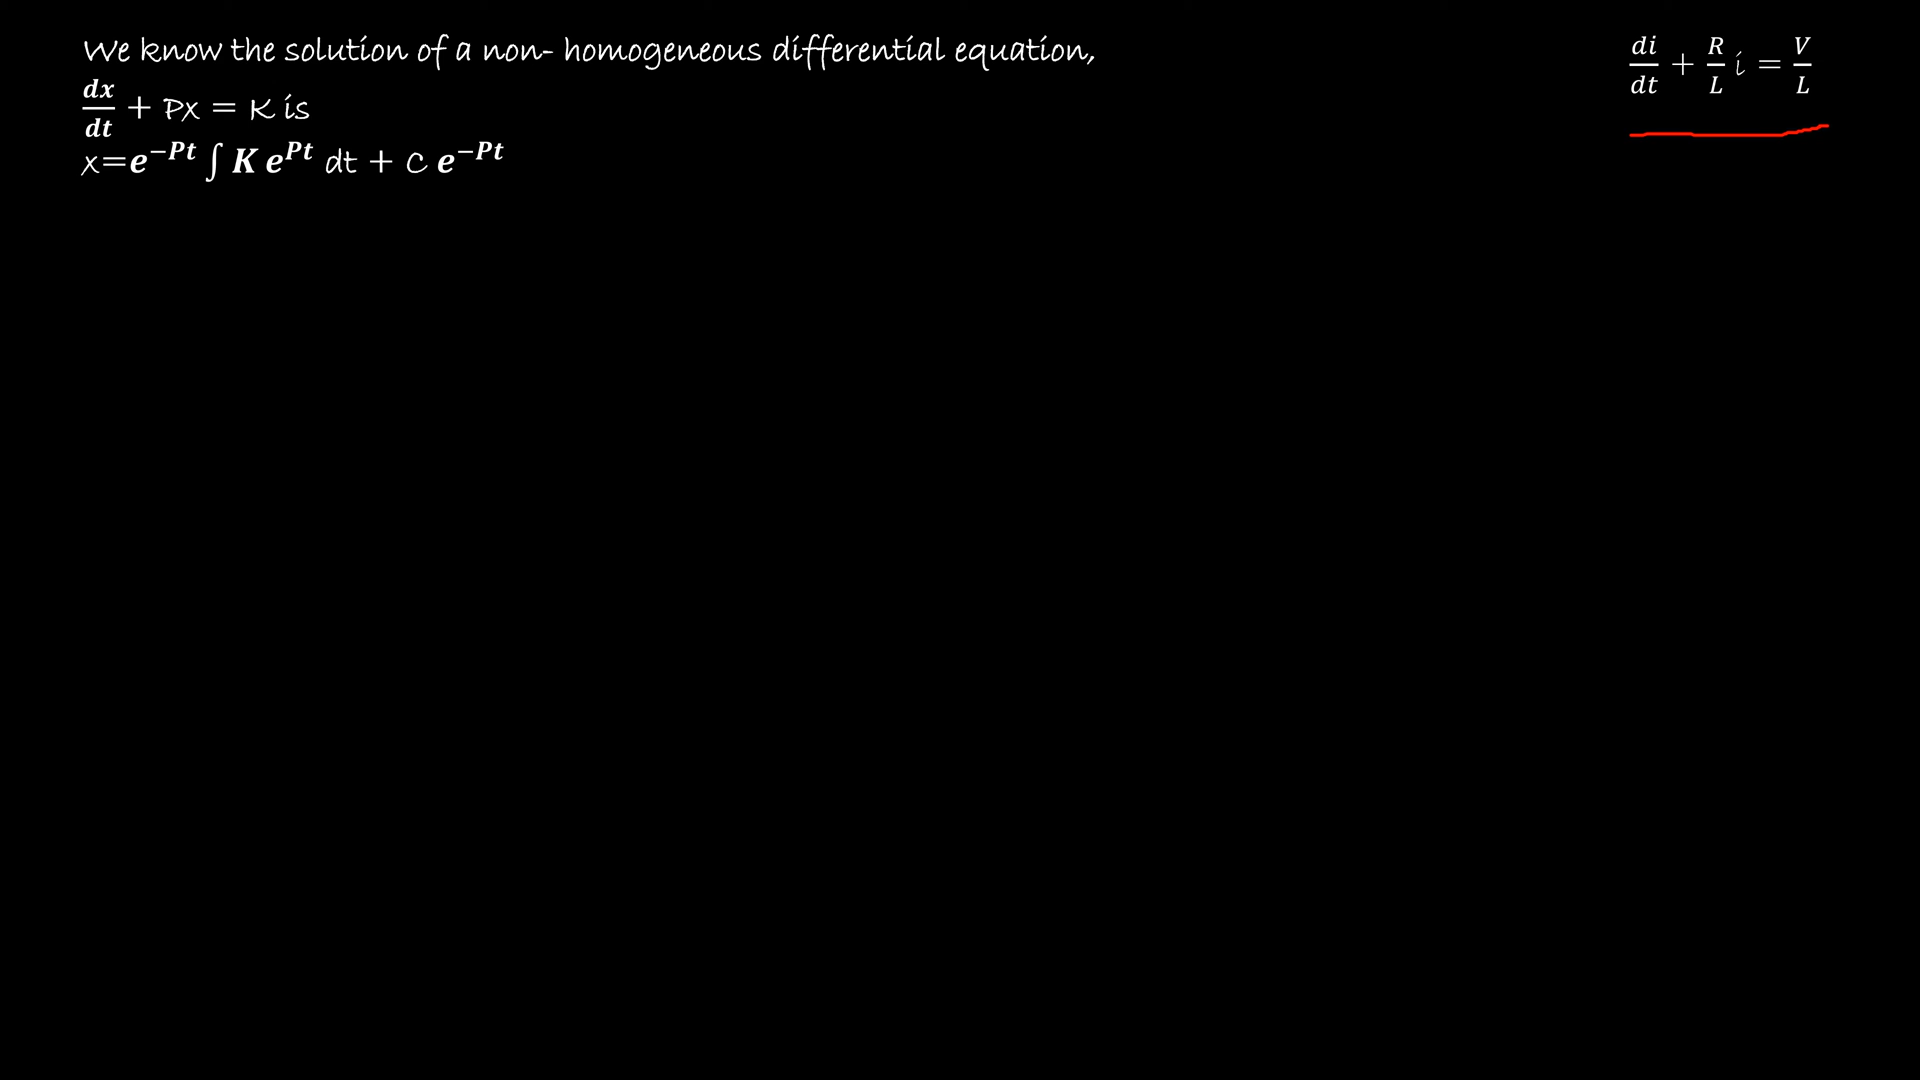 We know the solution of a non- homogeneous differential equation,
dx/dt + Px = K is
x=e^{-Pt} ∫ K e^{Pt} dt + c e^{-Pt}
di/dt + R/L i = V/L